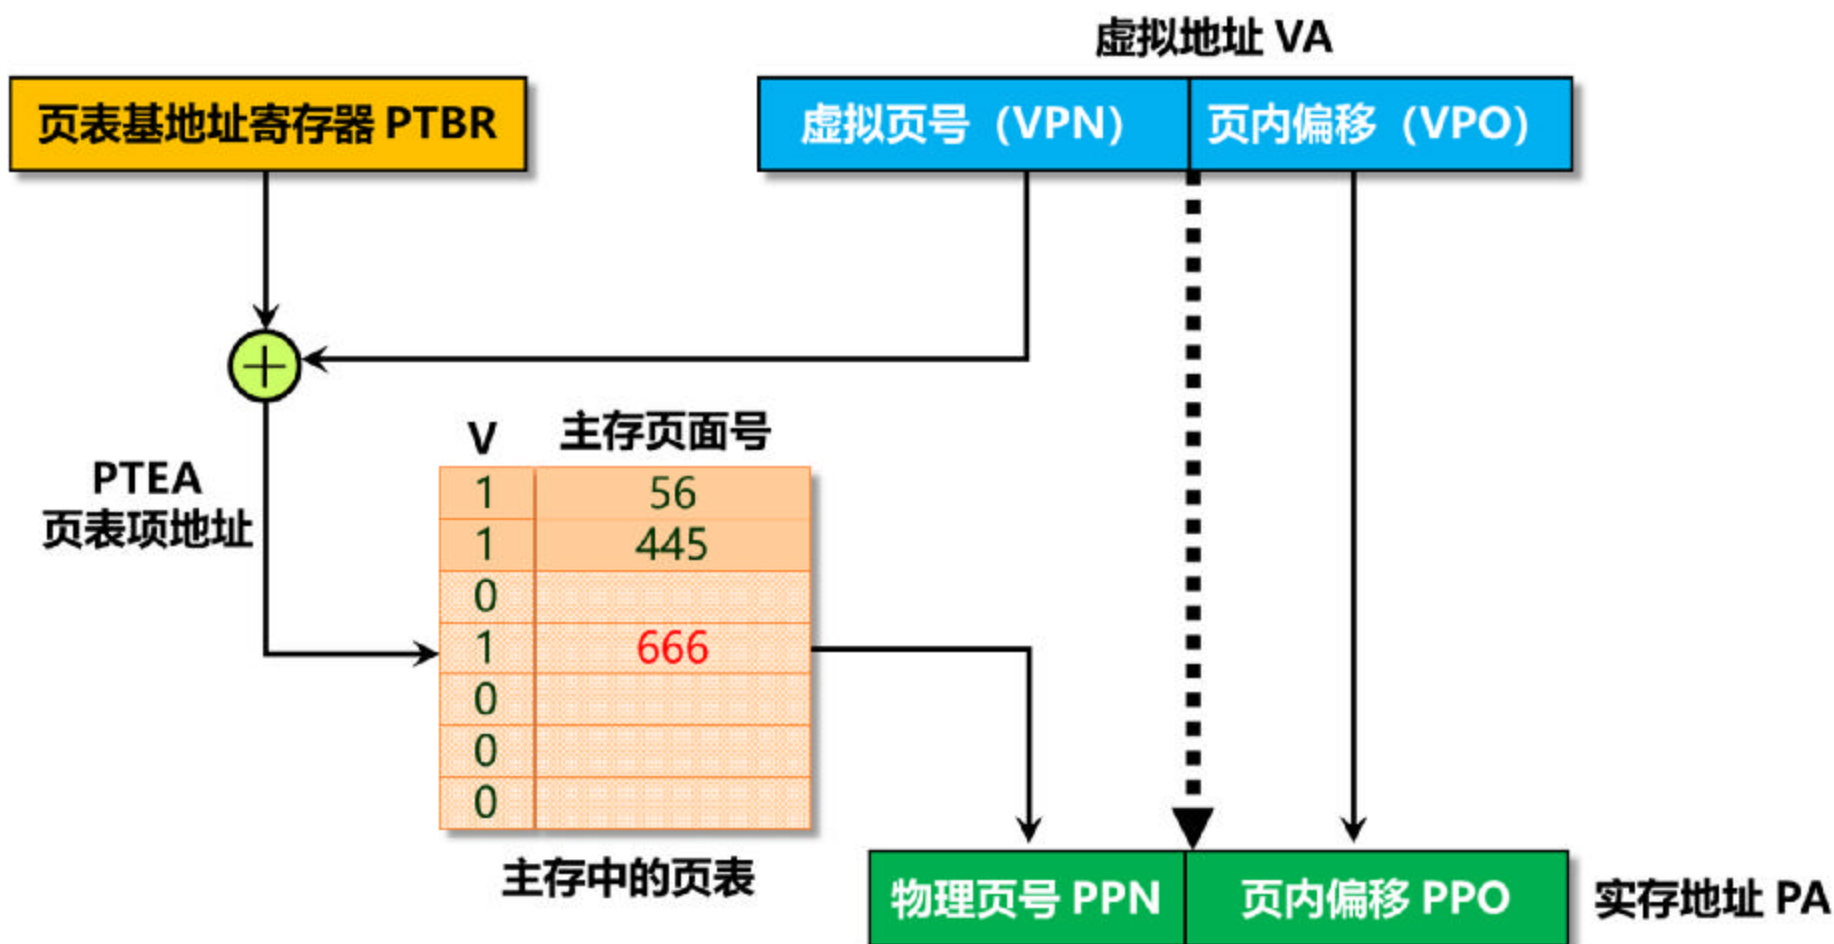 虚拟地址 VA
页表基地址寄存器 PTBR
虚拟页号（VPN）
页内偏移（VPO）
PTEA
页表项地址
V 主存页面号
1 56
1 445
0
1 666
0
0
0
主存中的页表
物理页号 PPN
页内偏移 PPO
实存地址 PA